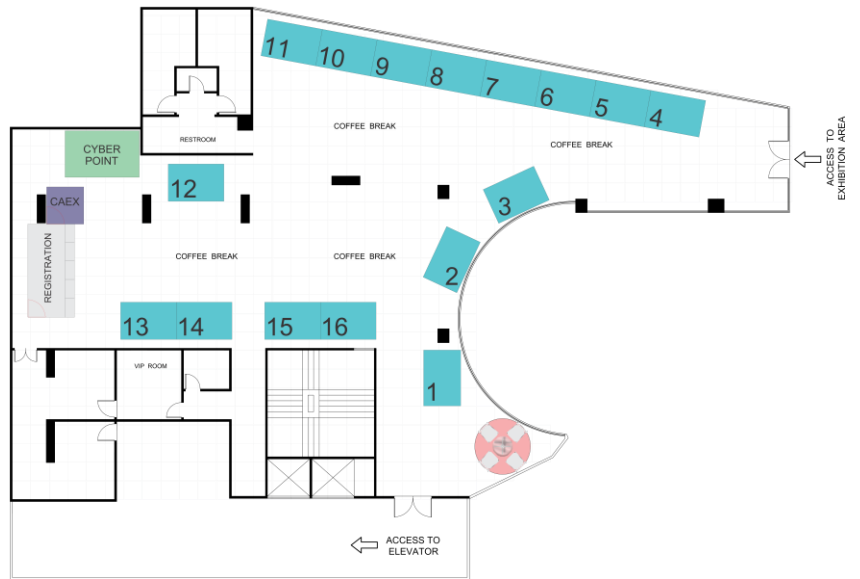 11
10
9
8
7
6
5
4
COFFEE BREAK
RESTROOM
COFFEE BREAK
CYBER
POINT
ACCESS TO
EXHIBITION AREA
12
CAEX
3
REGISTRATION
COFFEE BREAK
COFFEE BREAK
2
13
14
15
16
VIP ROOM
1
ACCESS TO
ELEVATOR